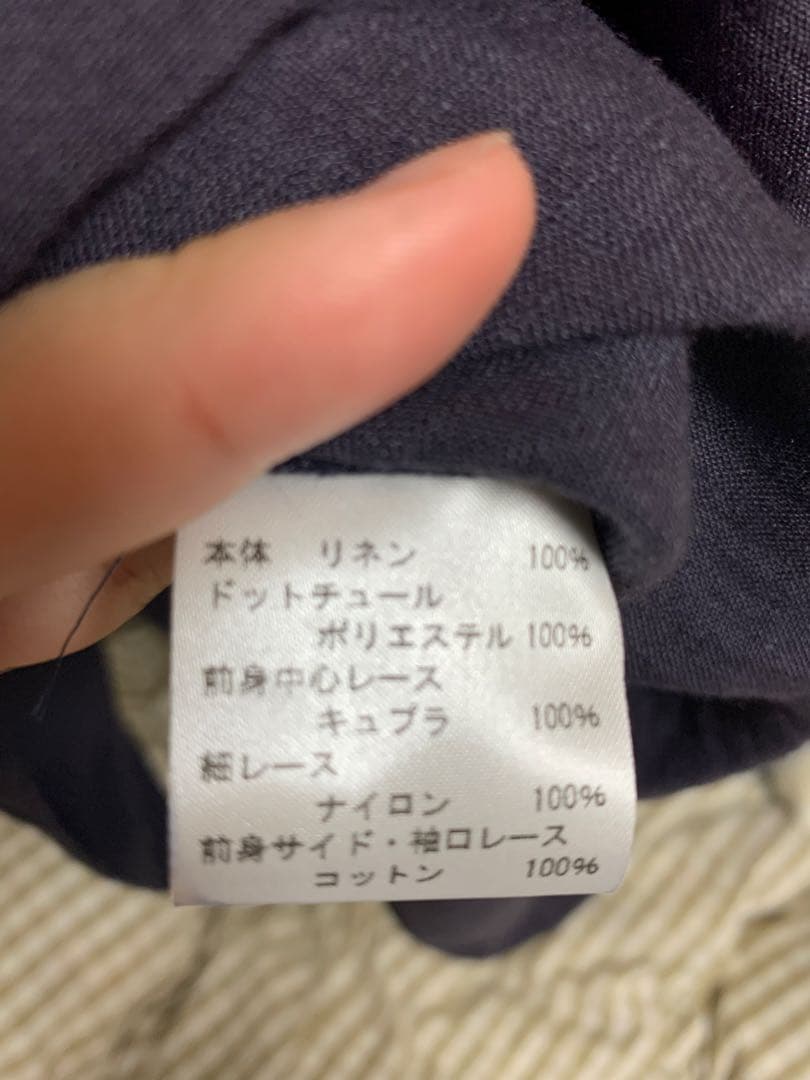 本体 リネン 100%
ドットチュール
ポリエステル 100%
前身中心レース
キュプラ 100%
細レース
ナイロン 100%
前身サイド・袖口レース
コットン 100%